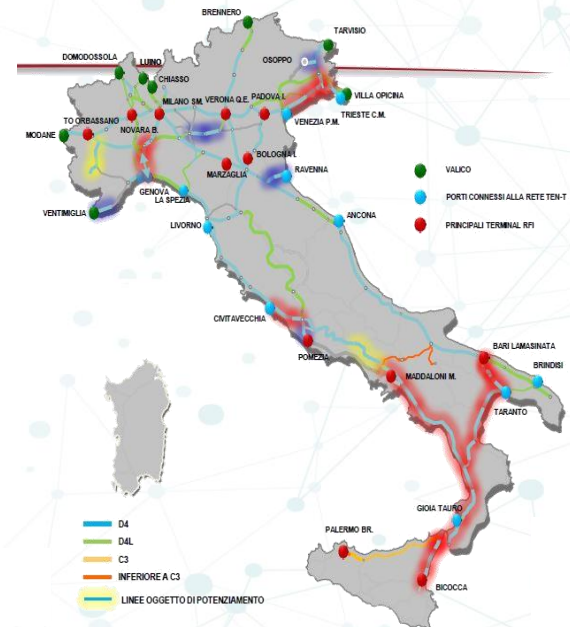 BRENNERO
TARVISIO
DOMODOSSOLA
LUINO
OSOPPO
CHIASSO
VILLA OPICINA
MILANO SM.
VERONA Q.E.
PADOVA I.
TO ORBASSANO
TRIESTE C.M.
VENEZIA P.M.
NOVARA B.
MODANE
BOLOGNA I.
MARZAGLIA
RAVENNA
VALICO
GENOVA
LA SPEZIA
PORTI CONNESSI ALLA RETE TEN-T
VENTIMIGLIA
ANCONA
LIVORNO
PRINCIPALI TERMINAL RFI
CIVITAVECCHIA
BARI LAMASINATA
POMEZIA
BRINDISI
MADDALONI M.
TARANTO
GIOIA TAURO
D4
PALERMO BR.
D4L
C3
INFERIORE A C3
BICOCCA
LINEE OGGETTO DI POTENZIAMENTO